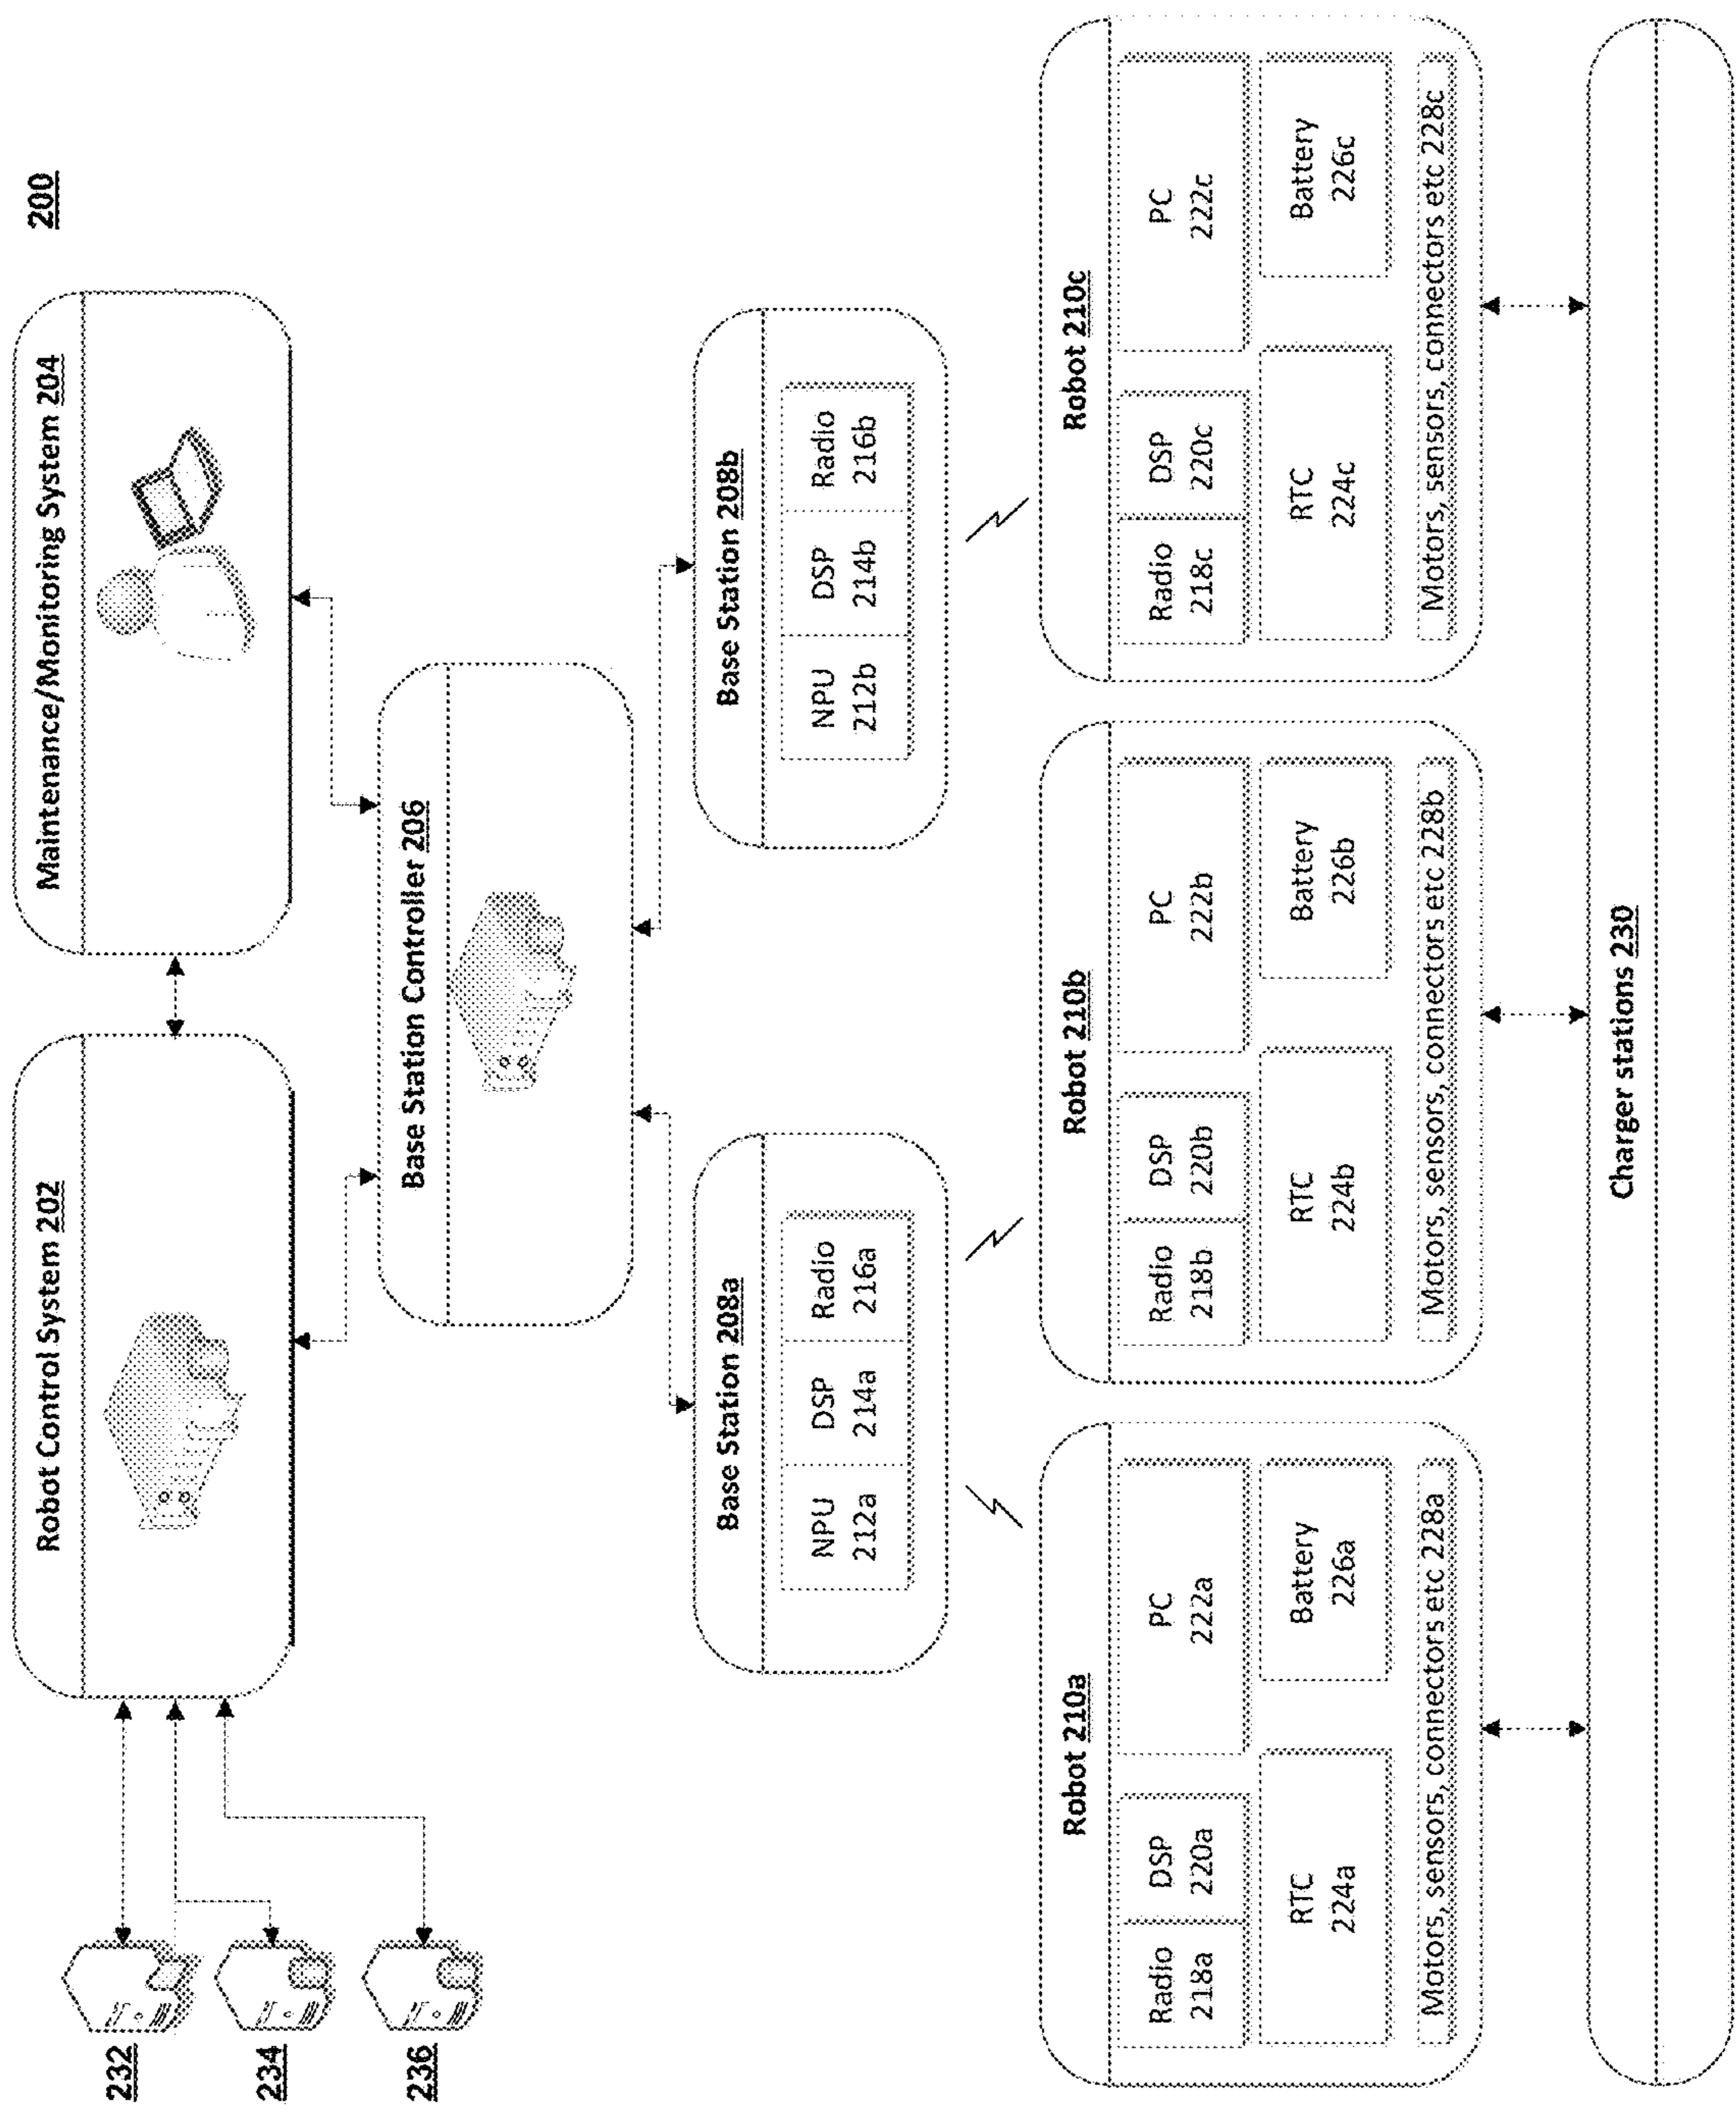 200
232
234
236
Robot Control System 202
Maintenance/Monitoring System 204
Base Station Controller 206
Base Station 208a
NPU
212a
DSP
214a
Radio
216a
Base Station 208b
NPU
212b
DSP
214b
Radio
216b
Robot 210a
Radio
218a
DSP
220a
PC
222a
RTC
224a
Battery
226a
Motors, sensors, connectors etc 228a
Robot 210b
Radio
218b
DSP
220b
PC
222b
RTC
224b
Battery
226b
Motors, sensors, connectors etc 228b
Robot 210c
Radio
218c
DSP
220c
PC
222c
RTC
224c
Battery
226c
Motors, sensors, connectors etc 228c
Charger stations 230